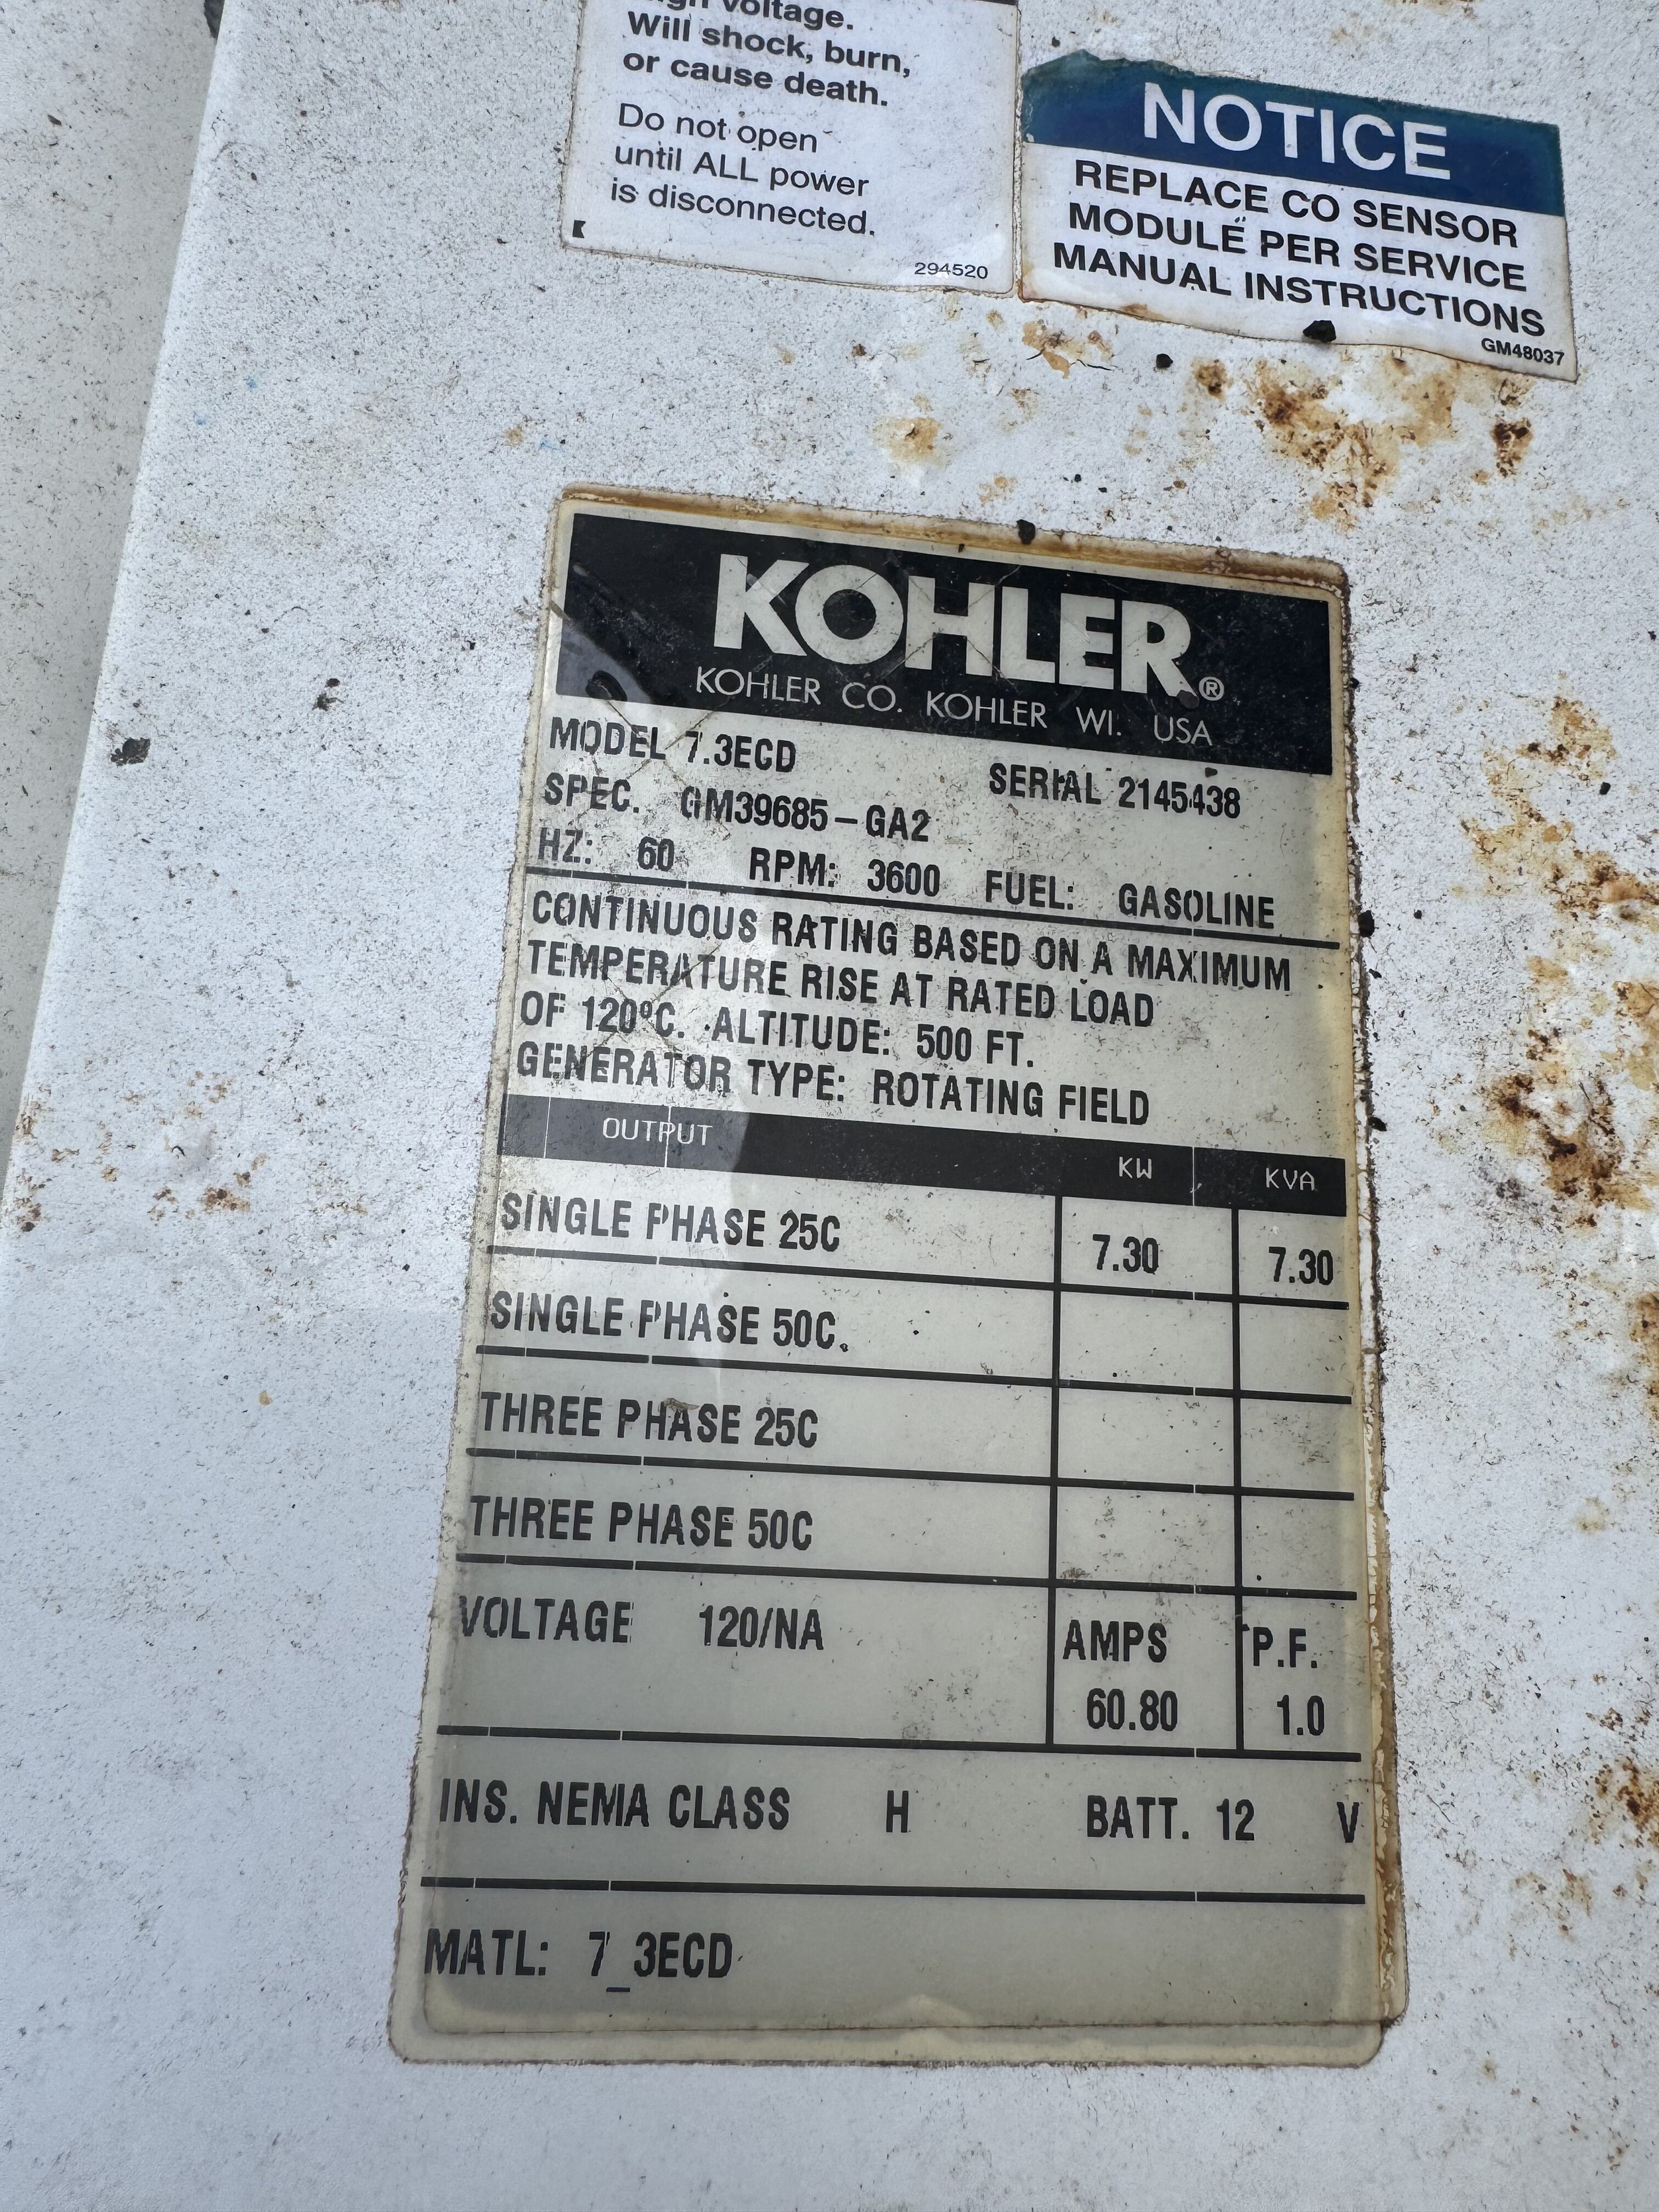 voltage.
Will shock, burn,
or cause death.
Do not open
until ALL power
is disconnected.
294520
NOTICE
REPLACE CO SENSOR
MODULE PER SERVICE
MANUAL INSTRUCTIONS
GM48037
KOHLER®
KOHLER CO. KOHLER WI. USA
MODEL 7.3ECD SERIAL 2145438
SPEC. GM39685-GA2
HZ: 60 RPM: 3600 FUEL: GASOLINE
CONTINUOUS RATING BASED ON A MAXIMUM
TEMPERATURE RISE AT RATED LOAD
OF 120ºC. ALTITUDE: 500 FT.
GENERATOR TYPE: ROTATING FIELD
OUTPUT KW KVA
SINGLE PHASE 25C 7.30 7.30
SINGLE PHASE 50C
THREE PHASE 25C
THREE PHASE 50C
VOLTAGE 120/NA AMPS P.F.
60.80 1.0
INS. NEMA CLASS H BATT. 12 V
MATL: 7_3ECD